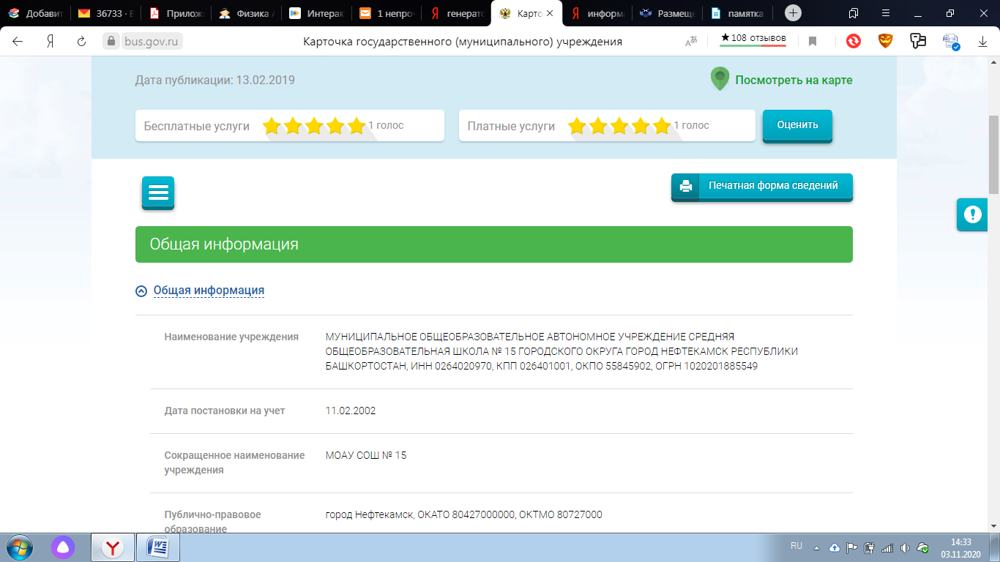 Добавит
36733 · В
Приложе
Физика А
Интерак
1 непроч
генерато
Карто
информа
Размеще
памятка
bus.gov.ru
Карточка государственного (муниципального) учреждения
★108 отзывов
Дата публикации: 13.02.2019
Посмотреть на карте
Бесплатные услуги
1 голос
Платные услуги
1 голос
Оценить
Печатная форма сведений
Общая информация
Общая информация
Наименование учреждения
МУНИЦИПАЛЬНОЕ ОБЩЕОБРАЗОВАТЕЛЬНОЕ АВТОНОМНОЕ УЧРЕЖДЕНИЕ СРЕДНЯЯ
ОБЩЕОБРАЗОВАТЕЛЬНАЯ ШКОЛА № 15 ГОРОДСКОГО ОКРУГА ГОРОД НЕФТЕКАМСК РЕСПУБЛИКИ
БАШКОРТОСТАН, ИНН 0264020970, КПП 026401001, ОКПО 55845902, ОГРН 1020201885549
Дата постановки на учет
11.02.2002
Сокращенное наименование
учреждения
МОАУ СОШ № 15
Публично-правовое
образование
город Нефтекамск, ОКАТО 80427000000, ОКТМО 80727000
RU
14:33
03.11.2020